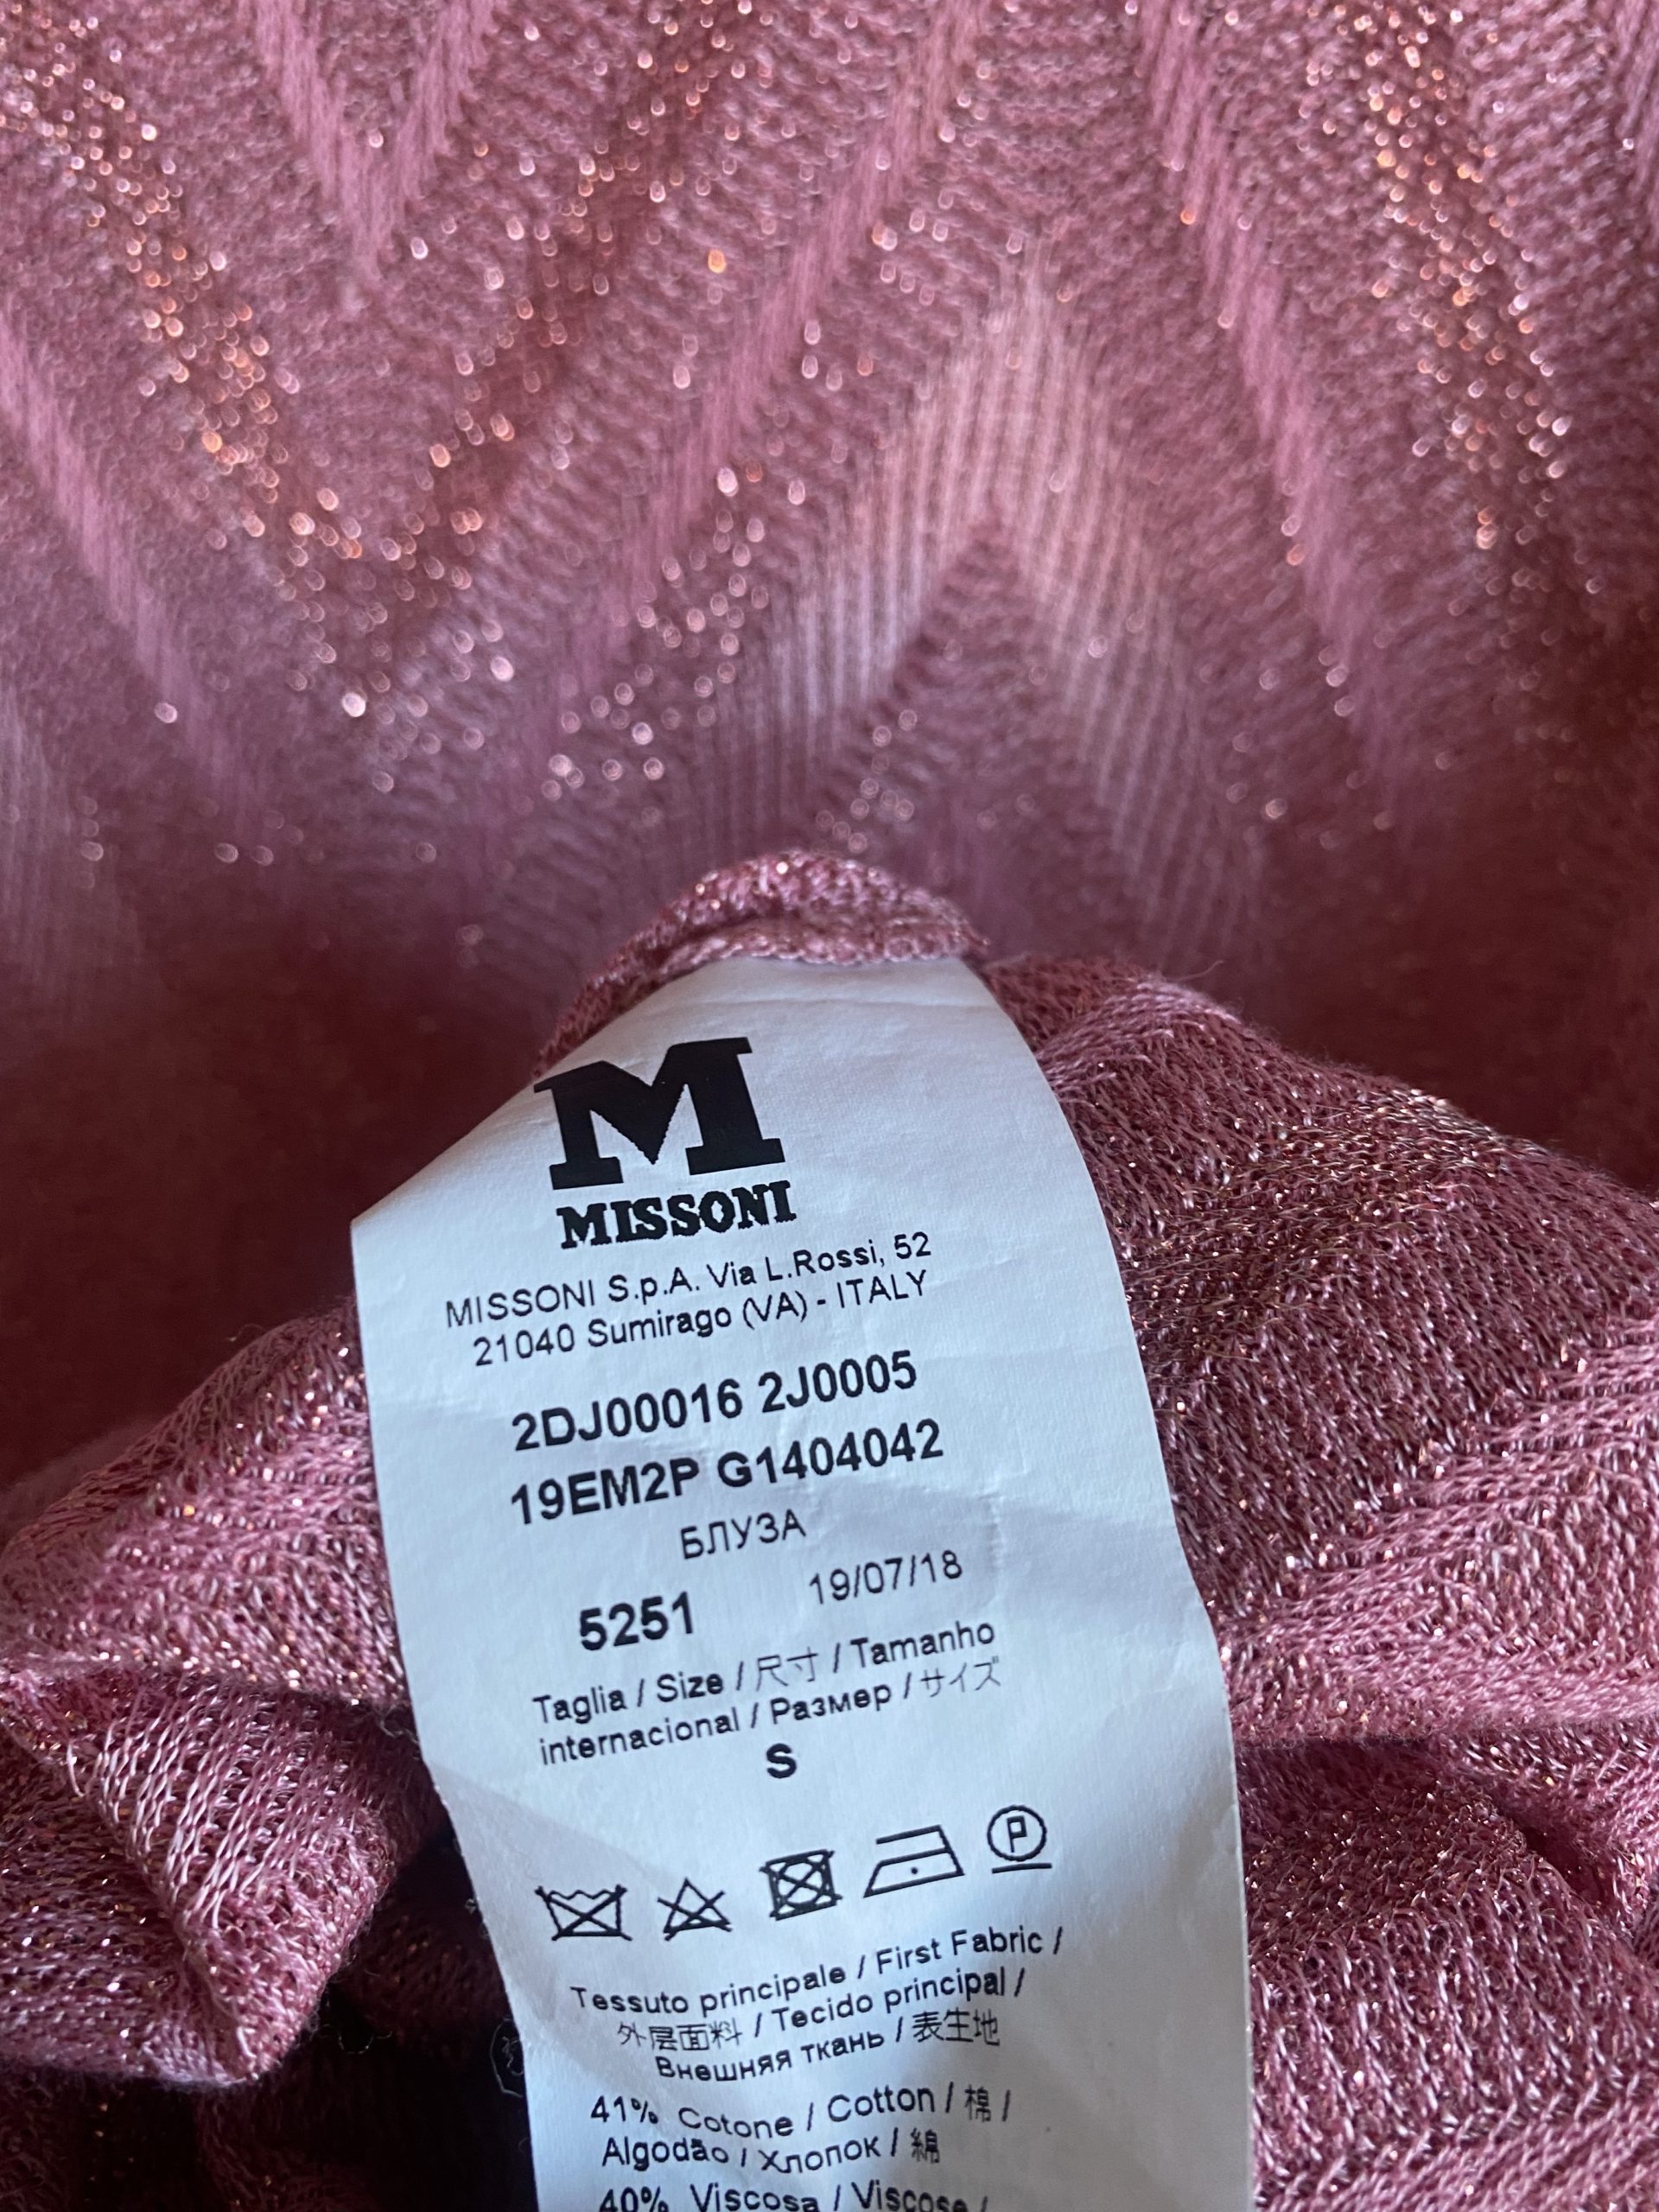 M
MISSONI
MISSONI S.p.A. Via L.Rossi, 52
21040 Sumirago (VA) - ITALY
2DJ00016 2J0005
19EM2P G1404042
БЛУЗА
5251 19/07/18
Taglia / Size / 尺寸 / Tamanho
internacional / Размер / サイズ
S
P
Tessuto principale / First Fabric /
外层面料 / Tecido principal /
Внешняя ткань / 表生地
41% Cotone / Cotton / 棉 /
Algodão / Хлопок / 綿
40% Viscosa / Viscose /